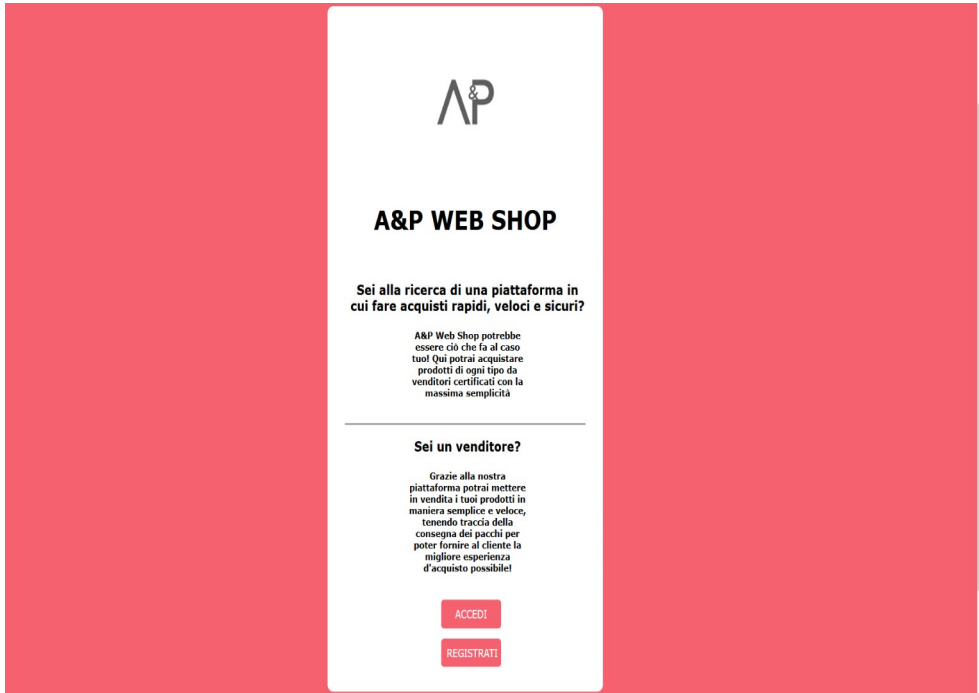 A&P
A&P WEB SHOP
Sei alla ricerca di una piattaforma in
cui fare acquisti rapidi, veloci e sicuri?
A&P Web Shop potrebbe
essere ciò che fa al caso
tuo! Qui potrai acquistare
prodotti di ogni tipo da
venditori certificati con la
massima semplicità
Sei un venditore?
Grazie alla nostra
piattaforma potrai mettere
in vendita i tuoi prodotti in
maniera semplice e veloce,
tenendo traccia della
consegna dei pacchi per
poter fornire al cliente la
migliore esperienza
d'acquisto possibile!
ACCEDI
REGISTRATI